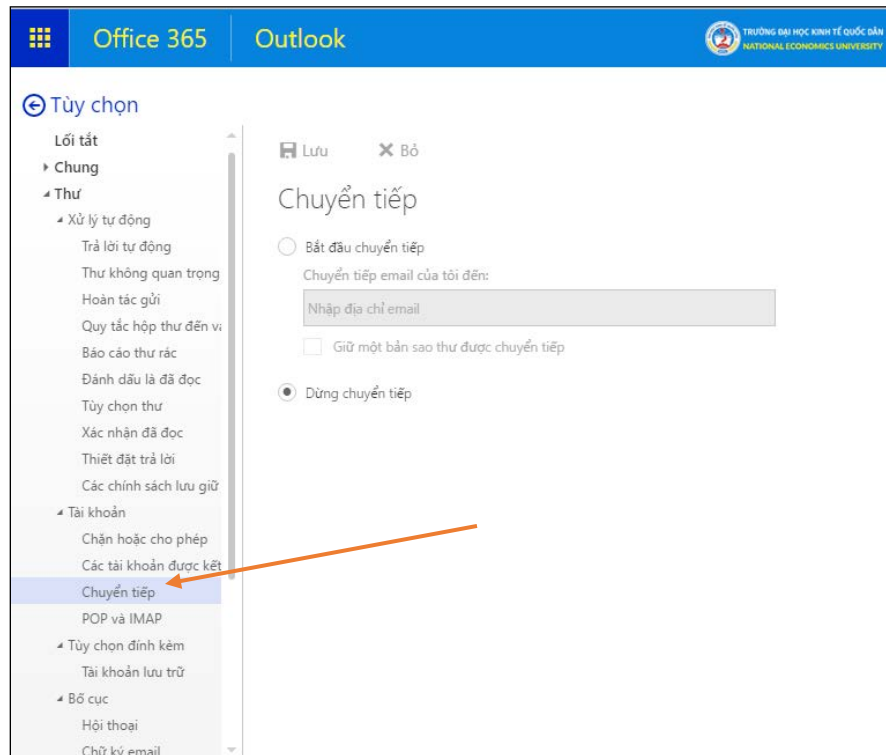 Office 365
Outlook
TRƯỜNG ĐẠI HỌC KINH TẾ QUỐC DÂN
NATIONAL ECONOMICS UNIVERSITY
Tùy chọn
Lối tắt
Chung
Thư
Xử lý tự động
Trả lời tự động
Thư không quan trọng
Hoàn tác gửi
Quy tắc hộp thư đến và
Báo cáo thư rác
Đánh dấu là đã đọc
Tùy chọn thư
Xác nhận đã đọc
Thiết đặt trả lời
Các chính sách lưu giữ
Tài khoản
Chặn hoặc cho phép
Các tài khoản được kết
Chuyển tiếp
POP và IMAP
Tùy chọn đính kèm
Tài khoản lưu trữ
Bố cục
Hội thoại
Chữ ký email
Lưu
Bỏ
Chuyển tiếp
Bắt đầu chuyển tiếp
Chuyển tiếp email của tôi đến:
Nhập địa chỉ email
Giữ một bản sao thư được chuyển tiếp
Dừng chuyển tiếp